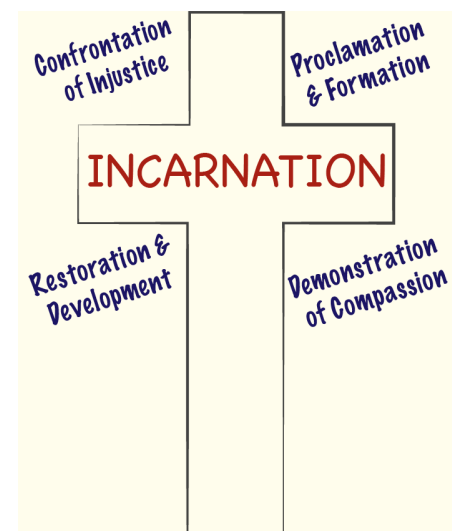 Confrontation
of Injustice
Proclamation
& Formation
INCARNATION
Restoration &
Development
Demonstration
of Compassion